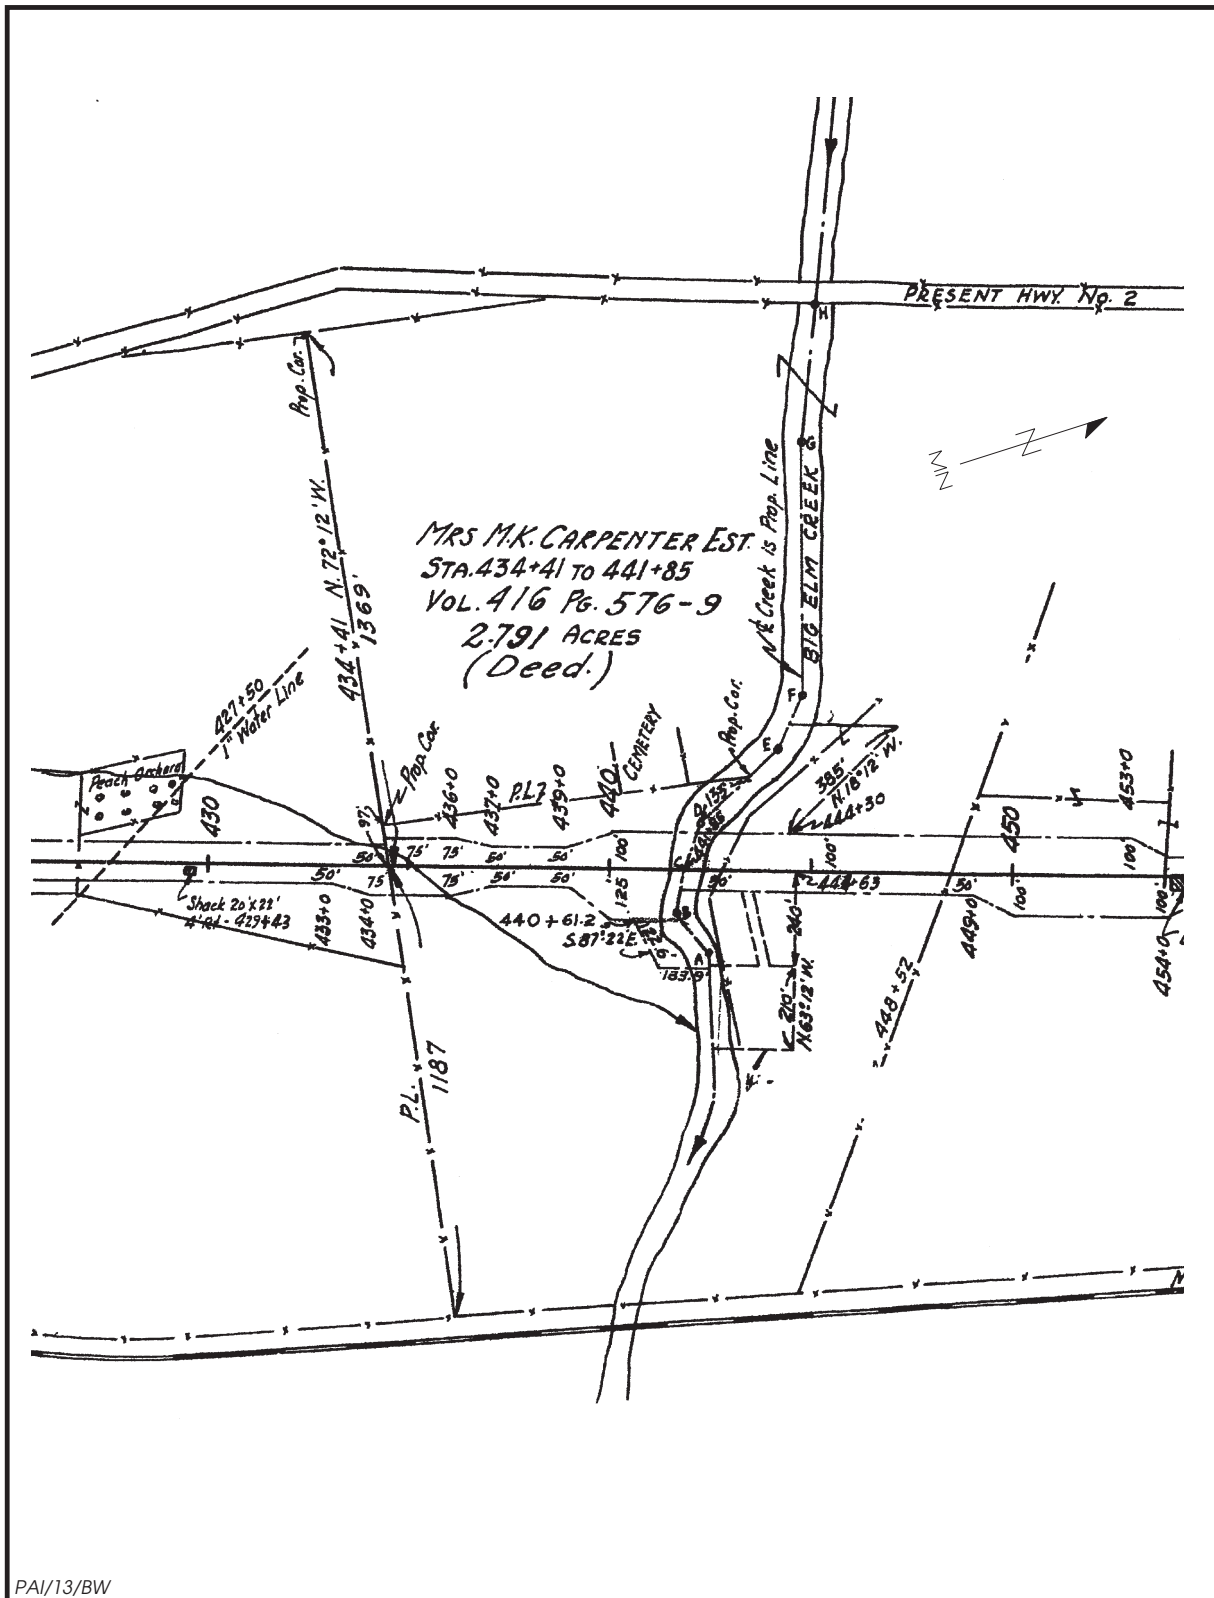 PRESENT HWY. No. 2
H
Prop. Cor.
G
434+41 N. 72° 12' W.
1369'
MRS M.K. CARPENTER EST.
STA. 434+41 TO 441+85
VOL. 416 PG. 576-9
2.791 ACRES
(Deed.)
Creek is Prop. Line
BIG ELM CREEK
F
E
Prop. Cor.
427+50
1" Water Line
Peach Orchard
430
Prop. Cor.
97'
436+0
437+0
P.L.
439+0
440
CEMETERY
D
135'
385'
N. 18° 12' W.
444+30
450
453+0
50'
75'
75'
50'
50'
100'
C
100'
100'
50'
75'
75'
50'
50'
125
50'
444+63
50'
100'
100'
Shack 20'x22'
4' Rt - 429+43
433+0
434+0
440+61.2
S.87°22'E.
B
A
183.9'
240'
210'
N.63°12'W.
449+0
448+52
454+0
P.L.
1187
PAI/13/BW